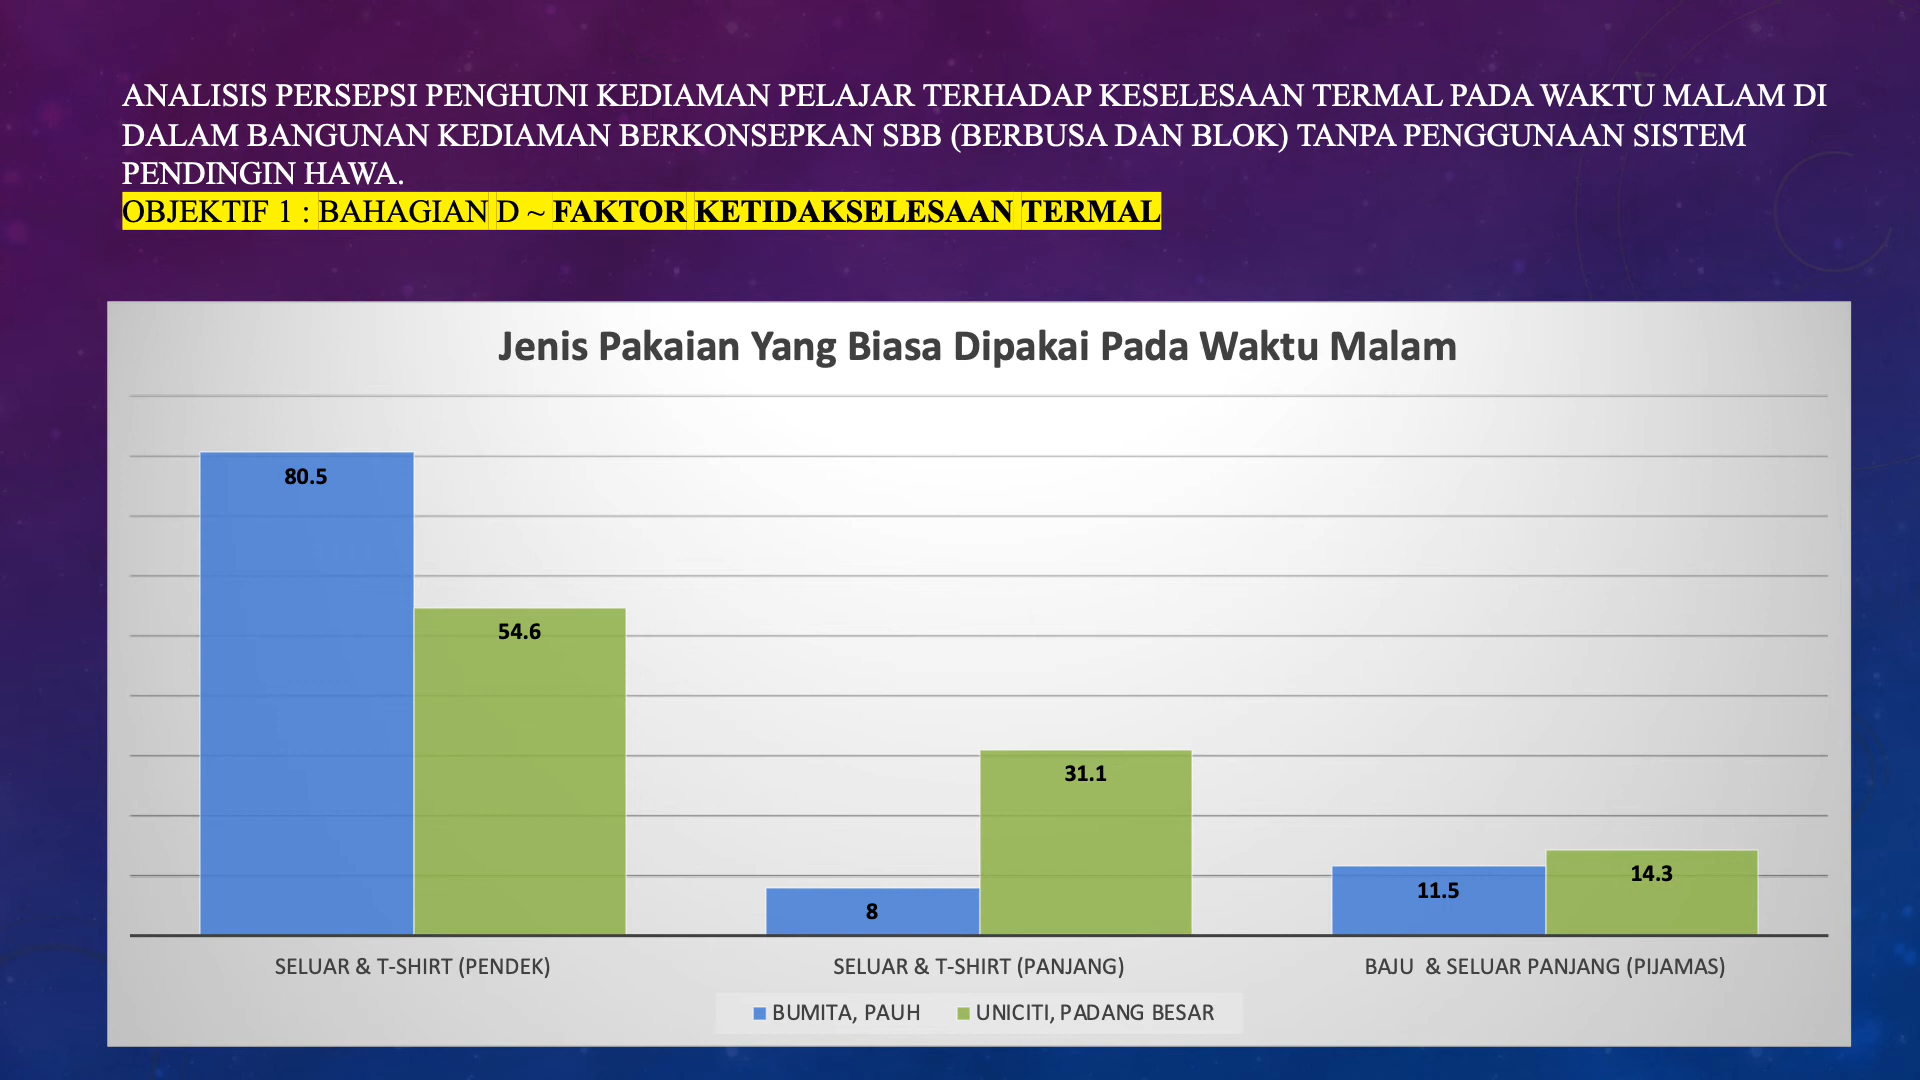 ANALISIS PERSEPSI PENGHUNI KEDIAMAN PELAJAR TERHADAP KESELESAAN TERMAL PADA WAKTU MALAM DI
DALAM BANGUNAN KEDIAMAN BERKONSEPKAN SBB (BERBUSA DAN BLOK) TANPA PENGGUNAAN SISTEM
PENDINGIN HAWA.
OBJEKTIF 1 : BAHAGIAN D ~ FAKTOR KETIDAKSELESAAN TERMAL
Jenis Pakaian Yang Biasa Dipakai Pada Waktu Malam
80.5
54.6
8
31.1
11.5
14.3
SELUAR & T-SHIRT (PENDEK)
SELUAR & T-SHIRT (PANJANG)
BAJU & SELUAR PANJANG (PIJAMAS)
BUMITA, PAUH
UNICITI, PADANG BESAR